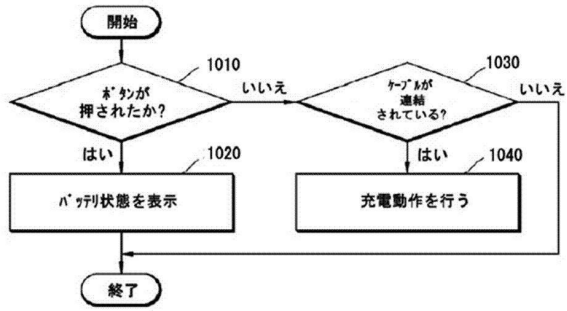 開始
1010
ﾎﾞﾀﾝが
押されたか?
いいえ
1030
ｹｰﾌﾞﾙが
連結
されている?
いいえ
はい
1020
ﾊﾞｯﾃﾘ状態を表示
はい
1040
充電動作を行う
終了